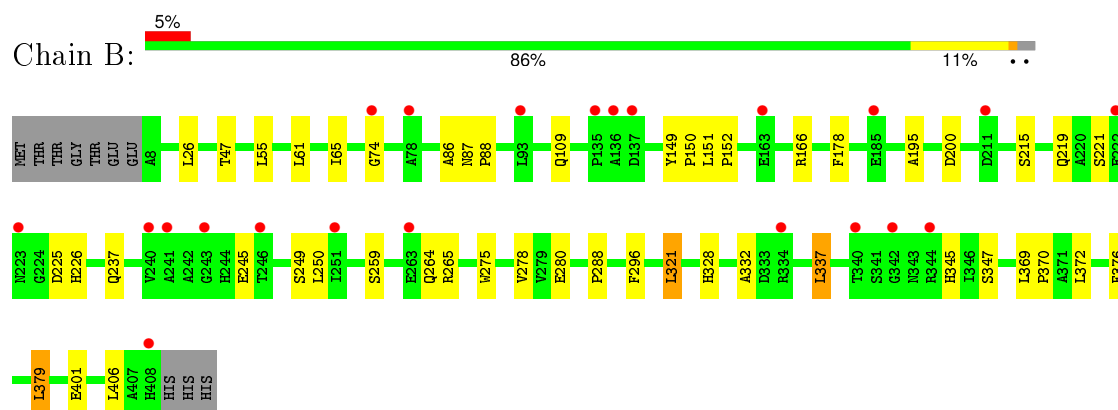 5%
Chain B:
86% 11% • •
MET THR THR GLY THR GLU GLU A8 L26 T47 L55 L61 I65 G74 A78 A86 N87 P88 L93 Q109 P135 A136 D137 Y149 P150 L151 P152 E163 R166 F178 E185 A195 D200 D211 S215 Q219 A220 S221 E222
N223 G224 D225 H226 Q237 V240 A241 A242 G243 H244 E245 T246 S249 L250 I251 S259 E263 Q264 R265 W275 V278 V279 E280 P288 F296 L321 H328 A332 D333 R334 L337 T340 S341 G342 N343 R344 H345 I346 S347 L369 P370 A371 L372
L379 E401 L406 A407 H408 HIS HIS HIS